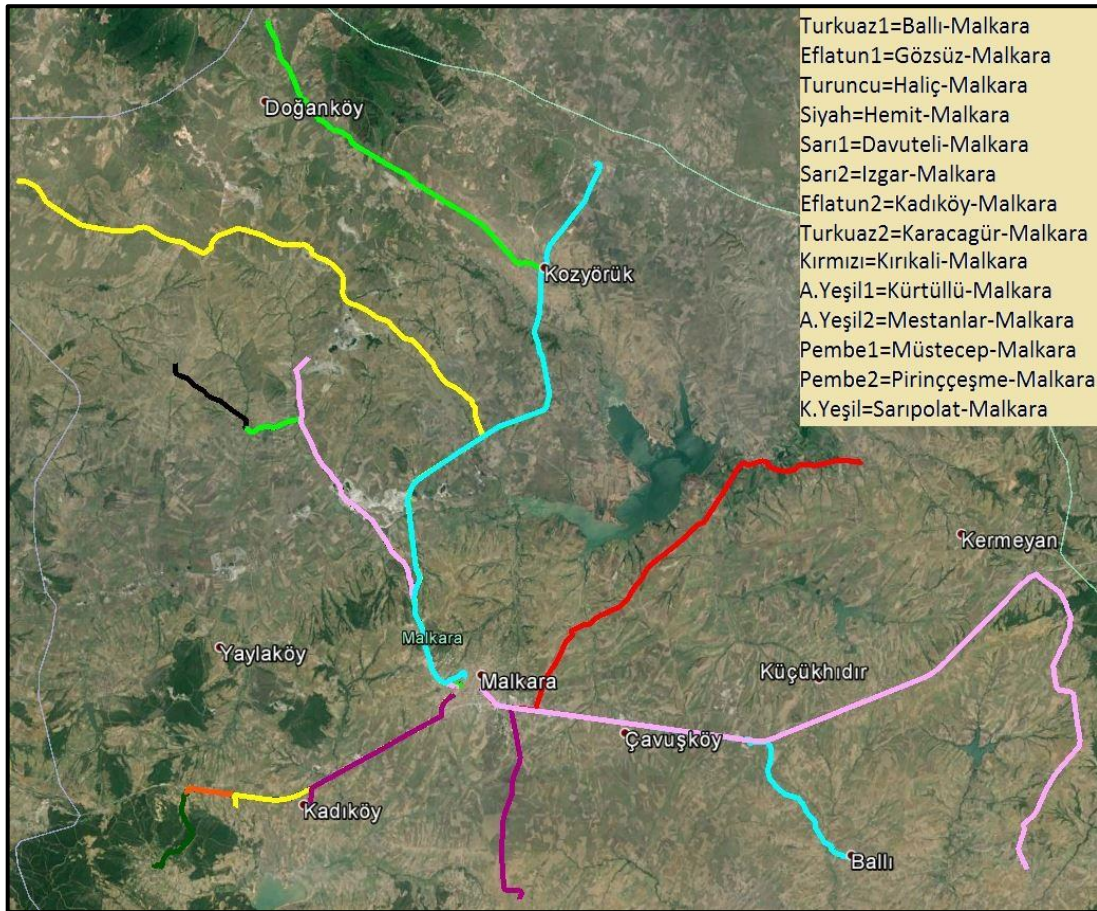 Turkuaz1=Ballı-Malkara
Eflatun1=Gözsüz-Malkara
Turuncu=Haliç-Malkara
Siyah=Hemit-Malkara
Sarı1=Davuteli-Malkara
Sarı2=Izgar-Malkara
Eflatun2=Kadıköy-Malkara
Turkuaz2=Karacagür-Malkara
Kırmızı=Kırıkali-Malkara
A.Yeşil1=Kürtüllü-Malkara
A.Yeşil2=Mestanlar-Malkara
Pembe1=Müstecep-Malkara
Pembe2=Pirinççeşme-Malkara
K.Yeşil=Sarıpolat-Malkara
Doğanköy
Kozyörük
Kermeyan
Malkara
Yaylaköy
Malkara
Küçükhıdır
Çavuşköy
Kadıköy
Ballı